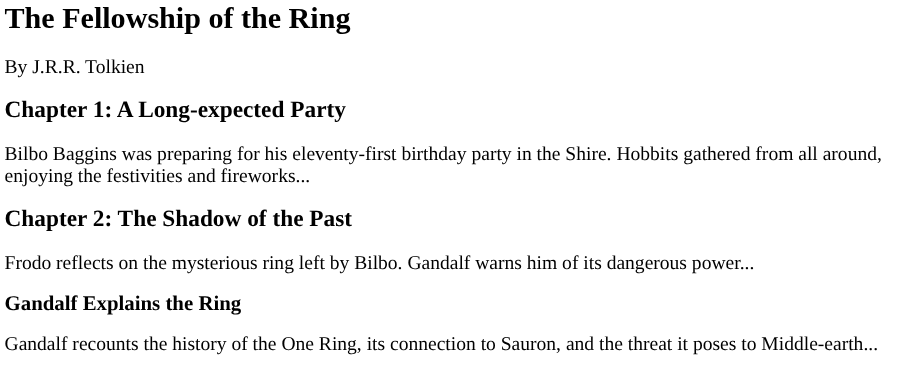 The Fellowship of the Ring
By J.R.R. Tolkien
Chapter 1: A Long-expected Party
Bilbo Baggins was preparing for his eleventy-first birthday party in the Shire. Hobbits gathered from all around,
enjoying the festivities and fireworks...
Chapter 2: The Shadow of the Past
Frodo reflects on the mysterious ring left by Bilbo. Gandalf warns him of its dangerous power...
Gandalf Explains the Ring
Gandalf recounts the history of the One Ring, its connection to Sauron, and the threat it poses to Middle-earth...